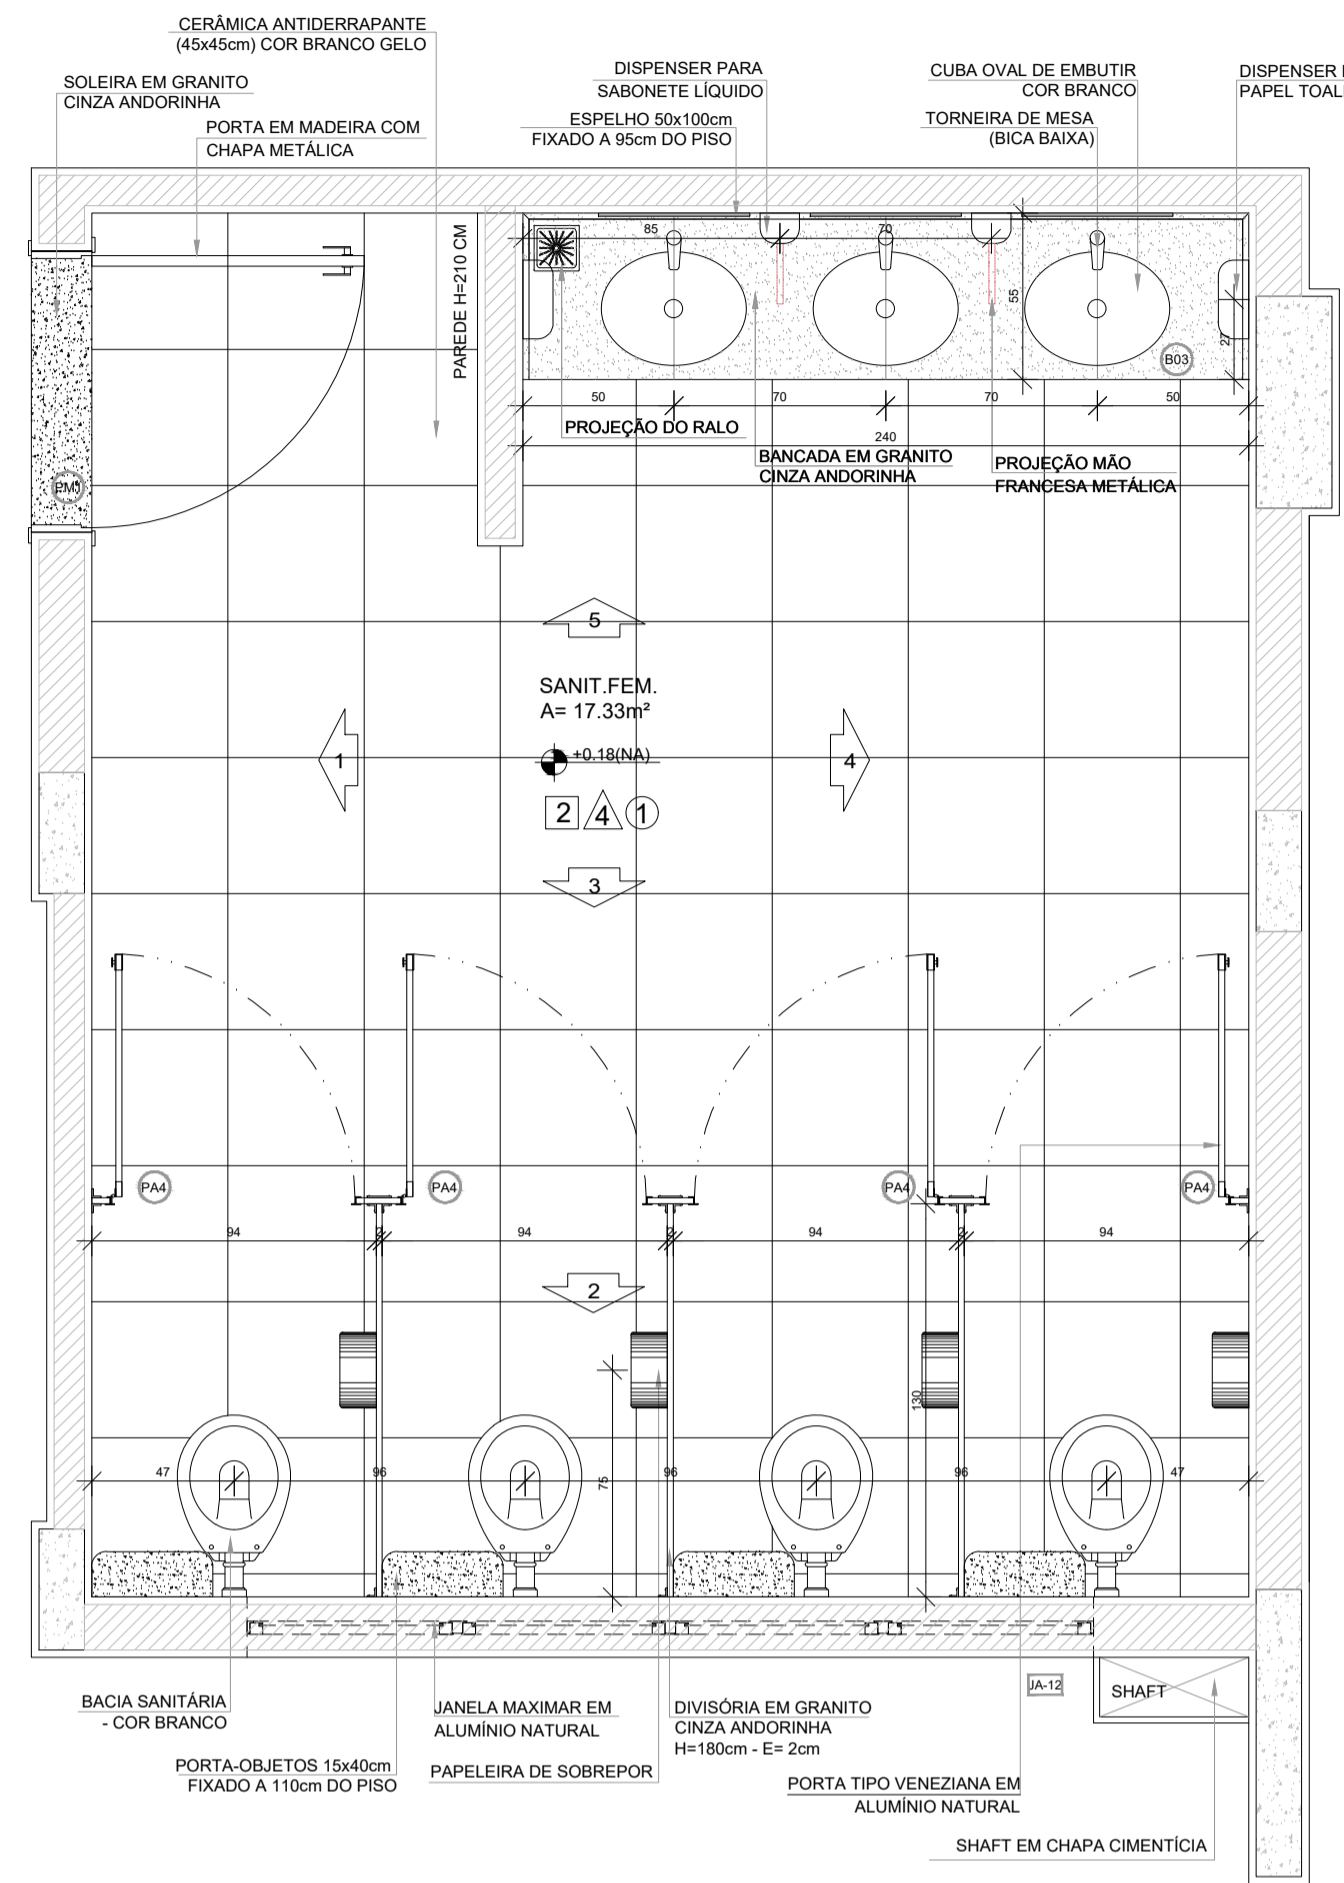 CERÂMICA ANTIDERRAPANTE
(45x45cm) COR BRANCO GELO
SOLEIRA EM GRANITO
CINZA ANDORINHA
PORTA EM MADEIRA COM
CHAPA METÁLICA
DISPENSER PARA
SABONETE LÍQUIDO
ESPELHO 50x100cm
FIXADO A 95cm DO PISO
CUBA OVAL DE EMBUTIR
COR BRANCO
TORNEIRA DE MESA
(BICA BAIXA)
DISPENSER
PAPEL TOAL
PAREDE H=210 CM
85
70
55
27
B03
50
70
70
50
240
PROJEÇÃO DO RALO
BANCADA EM GRANITO
CINZA ANDORINHA
PROJEÇÃO MÃO
FRANCESA METÁLICA
PM1
5
SANIT.FEM.
A= 17.33m²
+0.18(NA)
1
4
2
4
1
3
PA4
PA4
PA4
PA4
94
2
94
2
94
2
94
2
130
75
47
96
96
96
47
BACIA SANITÁRIA
- COR BRANCO
JANELA MAXIMAR EM
ALUMÍNIO NATURAL
DIVISÓRIA EM GRANITO
CINZA ANDORINHA
H=180cm - E= 2cm
JA-12
SHAFT
PORTA-OBJETOS 15x40cm
FIXADO A 110cm DO PISO
PAPELEIRA DE SOBREPOR
PORTA TIPO VENEZIANA EM
ALUMÍNIO NATURAL
SHAFT EM CHAPA CIMENTÍCIA